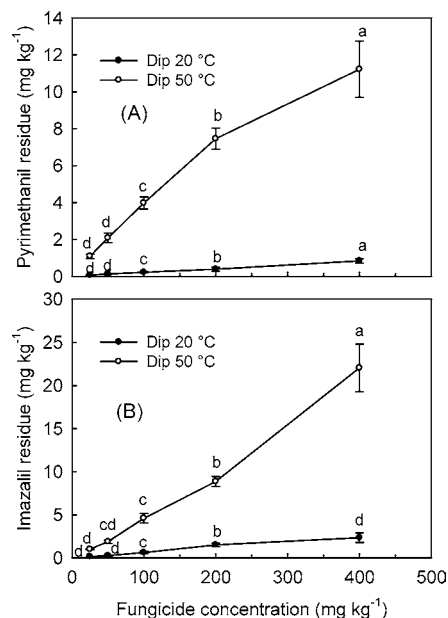 14
12
10
8
6
4
2
0
Pyrimethanil residue (mg kg⁻¹)
Dip 20 °C
Dip 50 °C
(A)
a
b
c
d
d
a
b
c
d
d
30
25
20
15
10
5
0
Imazalil residue (mg kg⁻¹)
Dip 20 °C
Dip 50 °C
(B)
a
b
c
cd
d
d
b
c
d
d
0 100 200 300 400 500
Fungicide concentration (mg kg⁻¹)